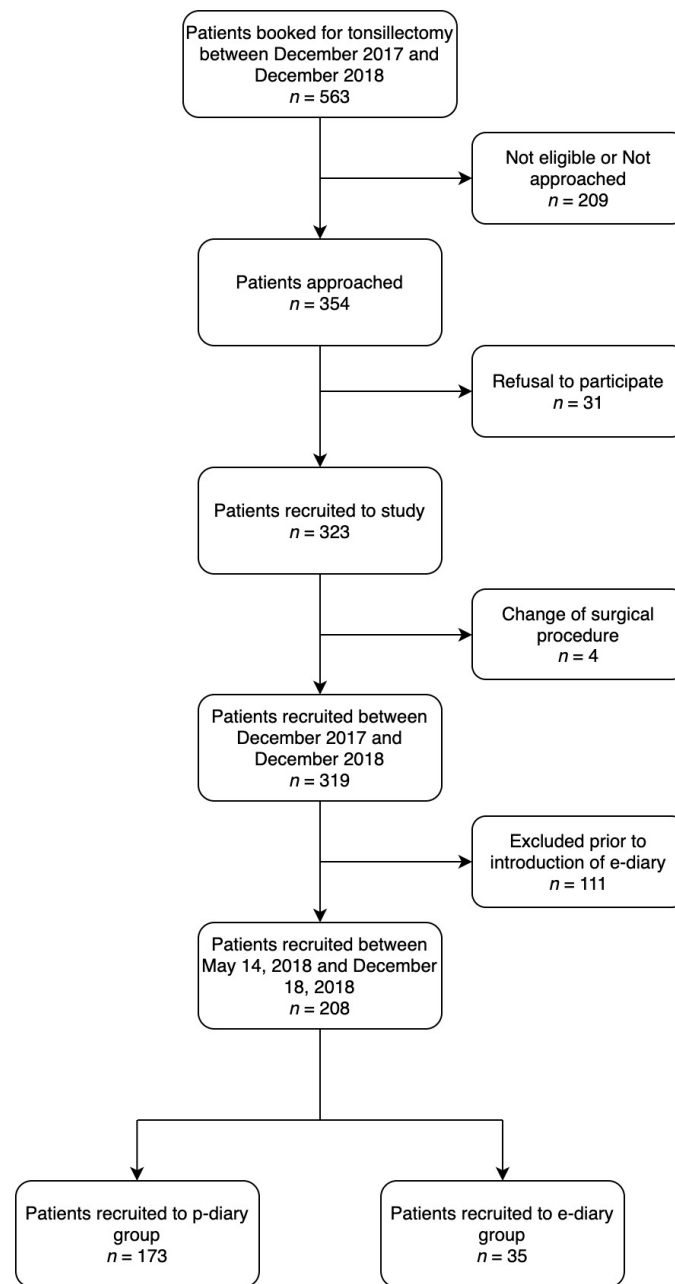 Patients booked for tonsillectomy
between December 2017 and
December 2018
n = 563
Not eligible or Not
approached
n = 209
Patients approached
n = 354
Refusal to participate
n = 31
Patients recruited to study
n = 323
Change of surgical
procedure
n = 4
Patients recruited between
December 2017 and
December 2018
n = 319
Excluded prior to
introduction of e-diary
n = 111
Patients recruited between
May 14, 2018 and December
18, 2018
n = 208
Patients recruited to p-diary
group
n = 173
Patients recruited to e-diary
group
n = 35